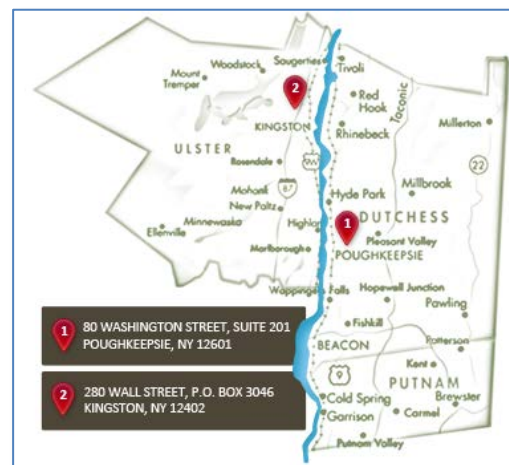 Saugerties
Woodstock
Tivoli
Mount
Tremper
2
Red
Hook
Taconic
Millerton
KINGSTON
Rhinebeck
ULSTER
9W
22
Rosendale
87
Millbrook
Mohonk
Hyde Park
New Paltz
DUTCHESS
1
Minnewaska
Highland
Ellenville
Pleasant Valley
Marlborough
POUGHKEEPSIE
Wappingers Falls
Hopewell Junction
Pawling
1
80 WASHINGTON STREET, SUITE 201
POUGHKEEPSIE, NY 12601
Fishkill
BEACON
Patterson
Kent
9
PUTNAM
2
280 WALL STREET, P.O. BOX 3046
KINGSTON, NY 12402
Cold Spring
Brewster
Garrison
Carmel
Putnam Valley